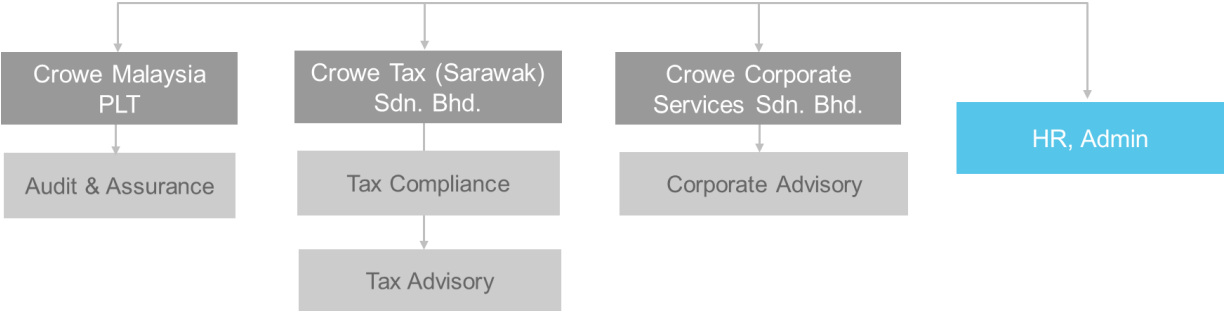 Crowe Malaysia
PLT
Audit & Assurance
Crowe Tax (Sarawak)
Sdn. Bhd.
Tax Compliance
Tax Advisory
Crowe Corporate
Services Sdn. Bhd.
Corporate Advisory
HR, Admin